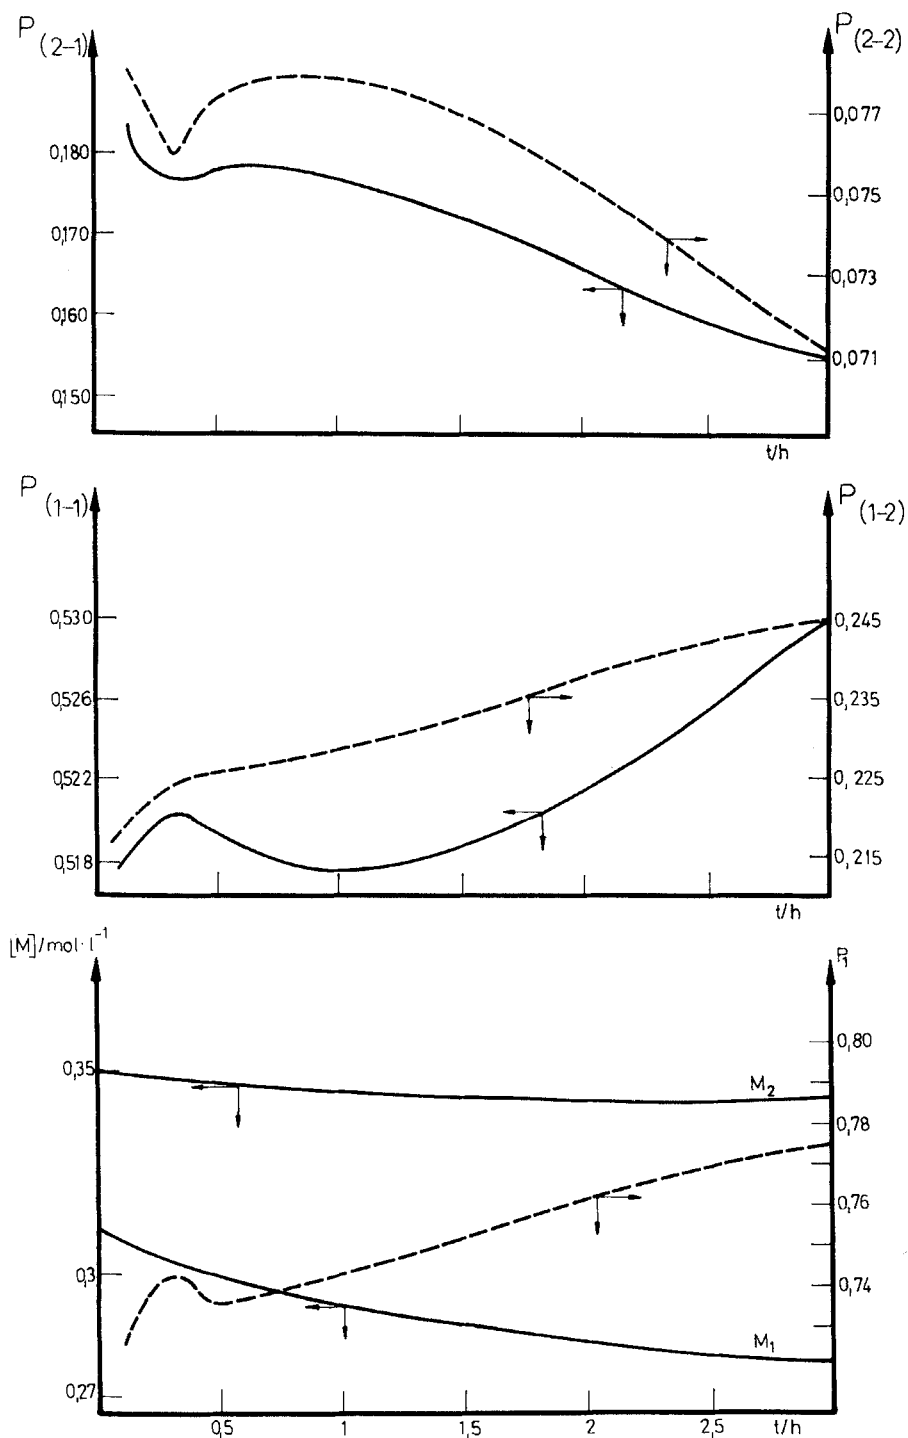 P(2–1) P(2–2)
0,180 0,077
0,170 0,075
0,160 0,073
0,150 0,071
t/h
P(1–1) P(1–2)
0,530 0,245
0,526 0,235
0,522 0,225
0,518 0,215
t/h
[M]/mol·l⁻¹ P₁
0,80
0,35 M₂
0,78
0,76
0,3 0,74
M₁
0,27
0,5 1 1,5 2 2,5 t/h